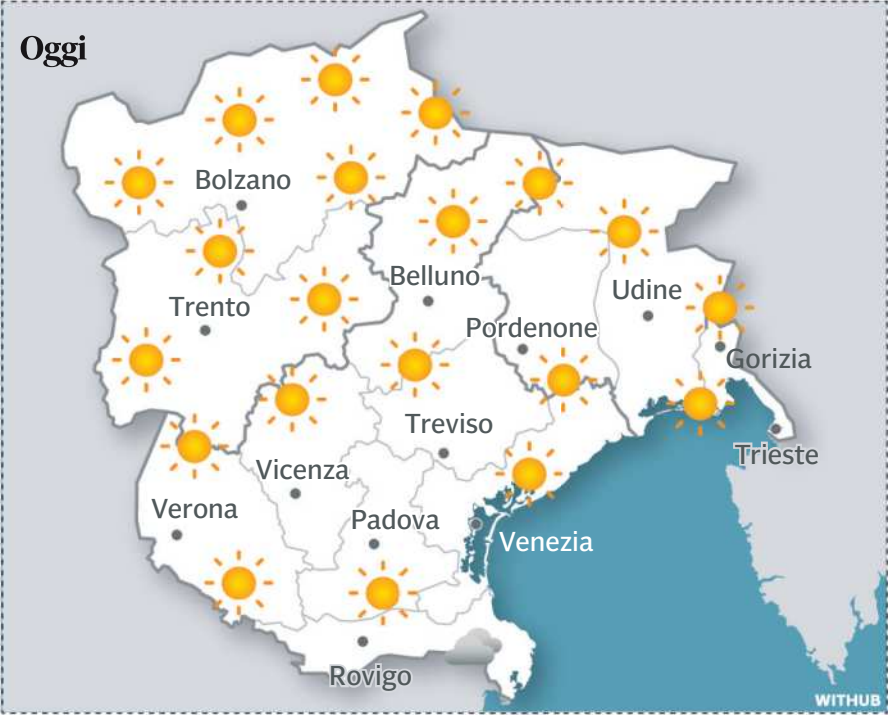 Oggi
Bolzano
Belluno
Trento
Udine
Pordenone
Gorizia
Treviso
Trieste
Vicenza
Verona
Padova
Venezia
Rovigo
WITHUB